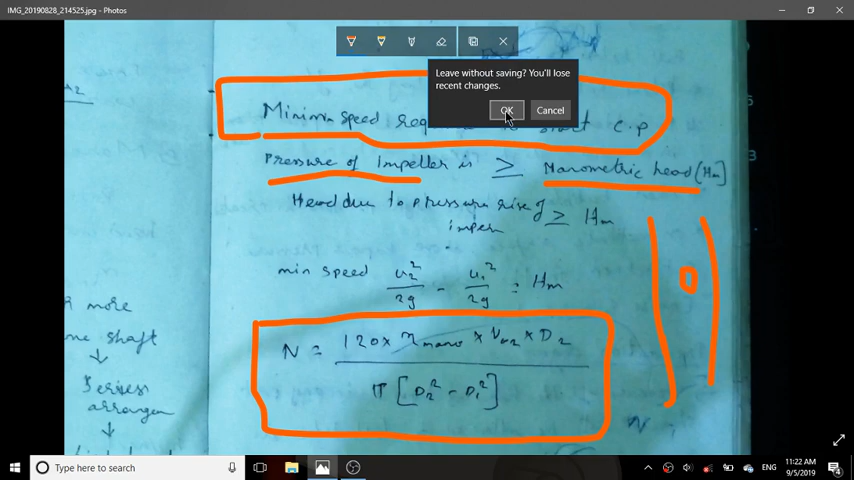 IMG_20190828_214525.jpg - Photos
Leave without saving? You'll lose
recent changes.
OK Cancel
Minimum speed to start C.P
Pressure of impeller is ≥ Manometric head (Hm)
Head due to pressure rise of ≥ Hm
impen
min speed u₂²/2g - u₁²/2g = Hm
N = 120 × ηmano × Vw2 × D₂ / π [D₂² - D₁²]
more
shaft
Series
arrangen
N
Type here to search
ENG
11:22 AM
9/5/2019
4